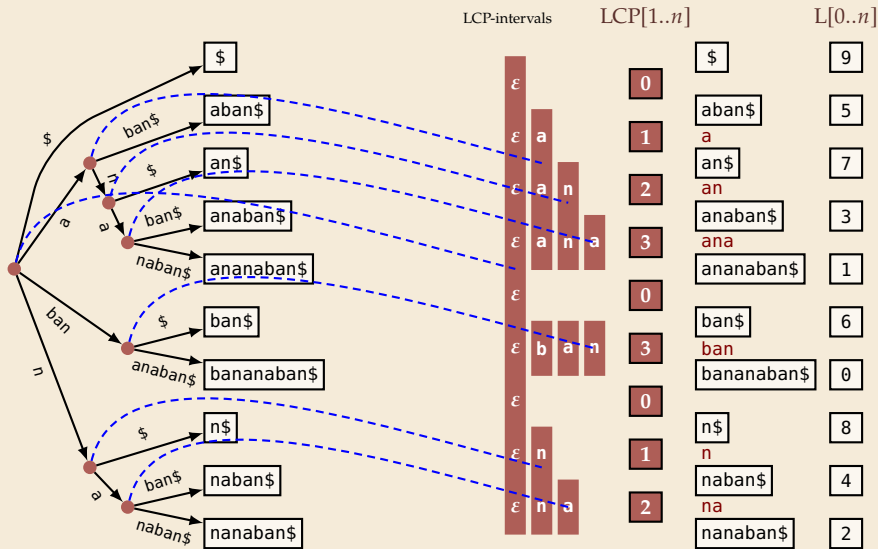 LCP-intervals LCP[1..n] L[0..n]
$ $ 9
ε 0
aban$ aban$ 5
$ ban$ ε a 1 a
$ an$ an$ 7
n ε a n 2 an
a a ban$ anaban$ anaban$ 3
ε a n a 3 ana
naban$ ananaban$ ananaban$ 1
ε 0
ban $ ban$ ban$ 6
ε b a n 3 ban
n anaban$ bananaban$ bananaban$ 0
ε 0
$ n$ n$ 8
ε n 1 n
a ban$ naban$ naban$ 4
ε n a 2 na
naban$ nanaban$ nanaban$ 2